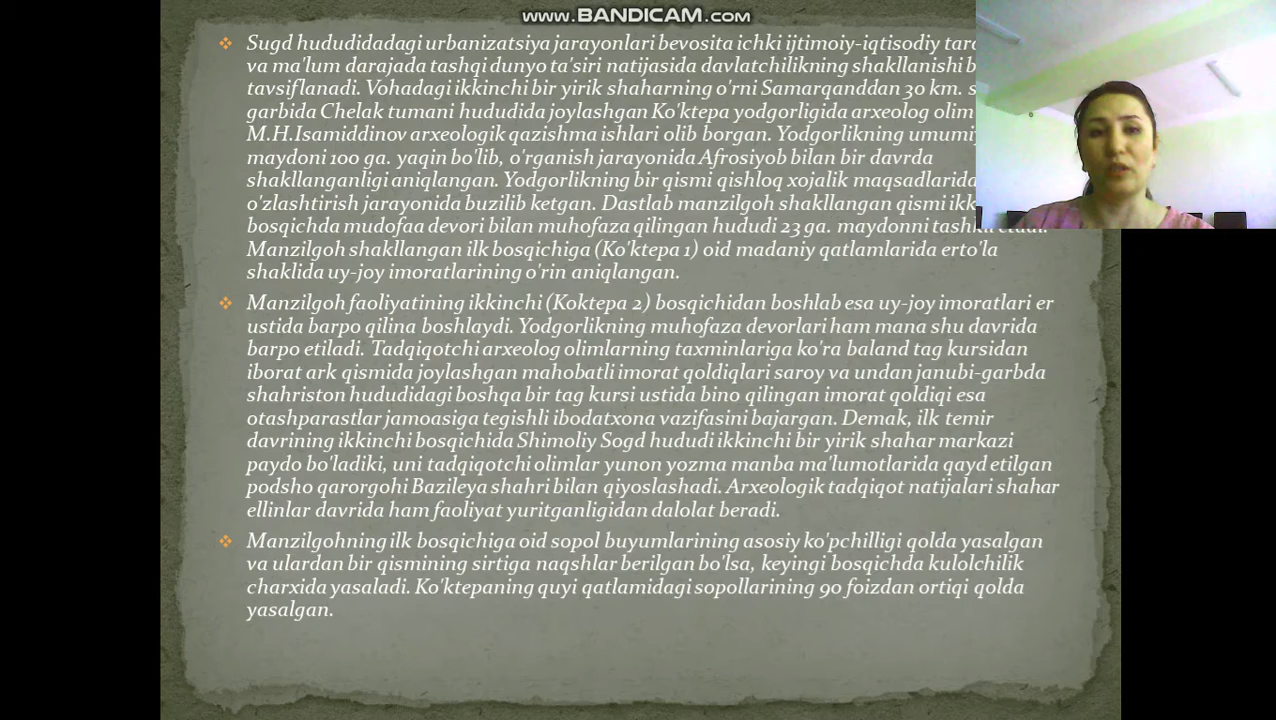 WWW.BANDICAM.COM
Sugd hududidadagi urbanizatsiya jarayonlari bevosita ichki ijtimoiy-iqtisodiy
va ma'lum darajada tashqi dunyo ta'siri natijasida davlatchilikning shakllanishi
tavsiflanadi. Vohadagi ikkinchi bir yirik shaharning o'rni Samarqanddan 30 km.
garbida Chelak tumani hududida joylashgan Ko'ktepa yodgorligida arxeolog
M.H.Isamiddinov arxeologik qazishma ishlari olib borgan. Yodgorlikning
maydoni 100 ga. yaqin bo'lib, o'rganish jarayonida Afrosiyob bilan bir davrda
shakllanganligi aniqlangan. Yodgorlikning bir qismi qishloq xojalik maqsadlarida
o'zlashtirish jarayonida buzilib ketgan. Dastlab manzilgoh shakllangan qismi
bosqichda mudofaa devori bilan muhofaza qilingan hududi 23 ga. maydonni tashkil etadi.
Manzilgoh shakllangan ilk bosqichiga (Ko'ktepa 1) oid madaniy qatlamlarida erto'la
shaklida uy-joy imoratlarining o'rin aniqlangan.
Manzilgoh faoliyatining ikkinchi (Koktepa 2) bosqichidan boshlab esa uy-joy imoratlari er
ustida barpo qilina boshlaydi. Yodgorlikning muhofaza devorlari ham mana shu davrida
barpo etiladi. Tadqiqotchi arxeolog olimlarning taxminlariga ko'ra baland tag kursidan
iborat ark qismida joylashgan mahobatli imorat qoldiqlari saroy va undan janubi-garbda
shahriston hududidagi boshqa bir tag kursi ustida bino qilingan imorat qoldiqi esa
otashparastlar jamoasiga tegishli ibodatxona vazifasini bajargan. Demak, ilk temir
davrining ikkinchi bosqichida Shimoliy Sogd hududi ikkinchi bir yirik shahar markazi
paydo bo'ladiki, uni tadqiqotchi olimlar yunon yozma manba ma'lumotlarida qayd etilgan
podsho qarorgohi Bazileya shahri bilan qiyoslashadi. Arxeologik tadqiqot natijalari shahar
ellinlar davrida ham faoliyat yuritganligidan dalolat beradi.
Manzilgohning ilk bosqichiga oid sopol buyumlarining asosiy ko'pchilligi qolda yasalgan
va ulardan bir qismining sirtiga naqshlar berilgan bo'lsa, keyingi bosqichda kulolchilik
charxida yasaladi. Ko'ktepaning quyi qatlamidagi sopollarining 90 foizdan ortiqi qolda
yasalgan.